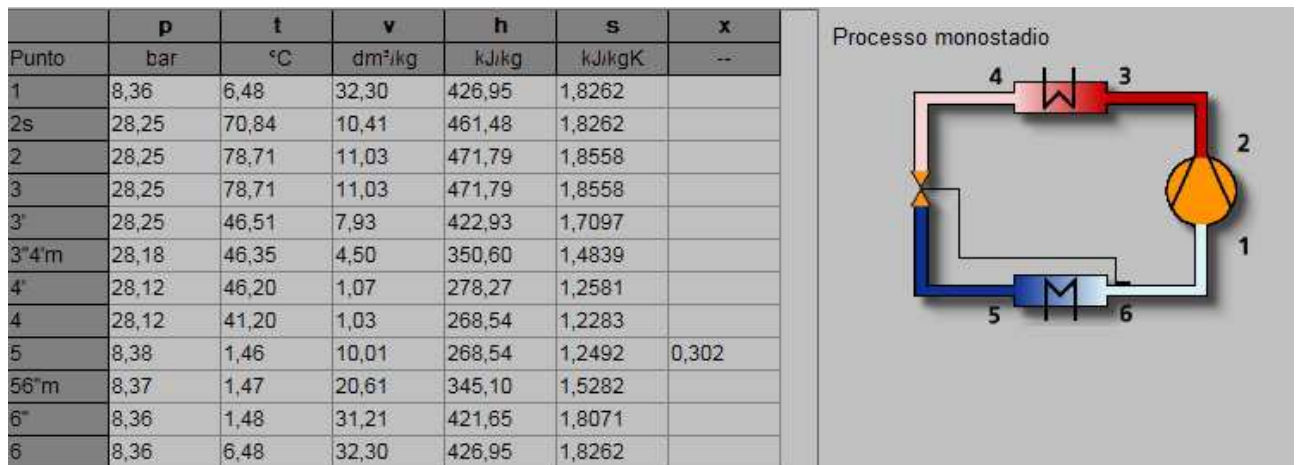 p t v h s x
Punto bar °C dm³/kg kJ/kg kJ/kgK --
1 8,36 6,48 32,30 426,95 1,8262
2s 28,25 70,84 10,41 461,48 1,8262
2 28,25 78,71 11,03 471,79 1,8558
3 28,25 78,71 11,03 471,79 1,8558
3' 28,25 46,51 7,93 422,93 1,7097
3"4'm 28,18 46,35 4,50 350,60 1,4839
4' 28,12 46,20 1,07 278,27 1,2581
4 28,12 41,20 1,03 268,54 1,2283
5 8,38 1,46 10,01 268,54 1,2492 0,302
56"m 8,37 1,47 20,61 345,10 1,5282
6" 8,36 1,48 31,21 421,65 1,8071
6 8,36 6,48 32,30 426,95 1,8262
Processo monostadio
4 3
2
1
5 6